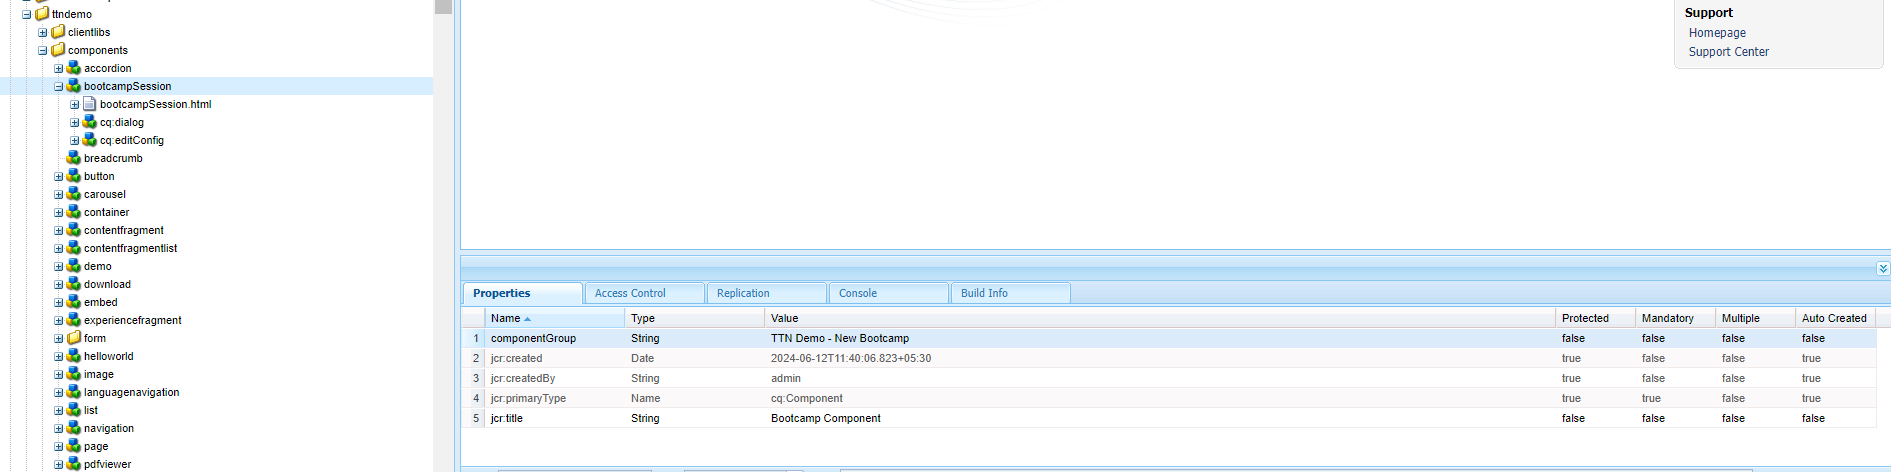 ttndemo
clientlibs
components
accordion
bootcampSession
bootcampSession.html
cq:dialog
cq:editConfig
breadcrumb
button
carousel
container
contentfragment
contentfragmentlist
demo
download
embed
experiencefragment
form
helloworld
image
languagenavigation
list
navigation
page
pdfviewer
Support
Homepage
Support Center
Properties Access Control Replication Console Build Info
Name Type Value Protected Mandatory Multiple Auto Created
1 componentGroup String TTN Demo - New Bootcamp false false false false
2 jcr:created Date 2024-06-12T11:40:06.823+05:30 true false false true
3 jcr:createdBy String admin true false false true
4 jcr:primaryType Name cq:Component true true false true
5 jcr:title String Bootcamp Component false false false false